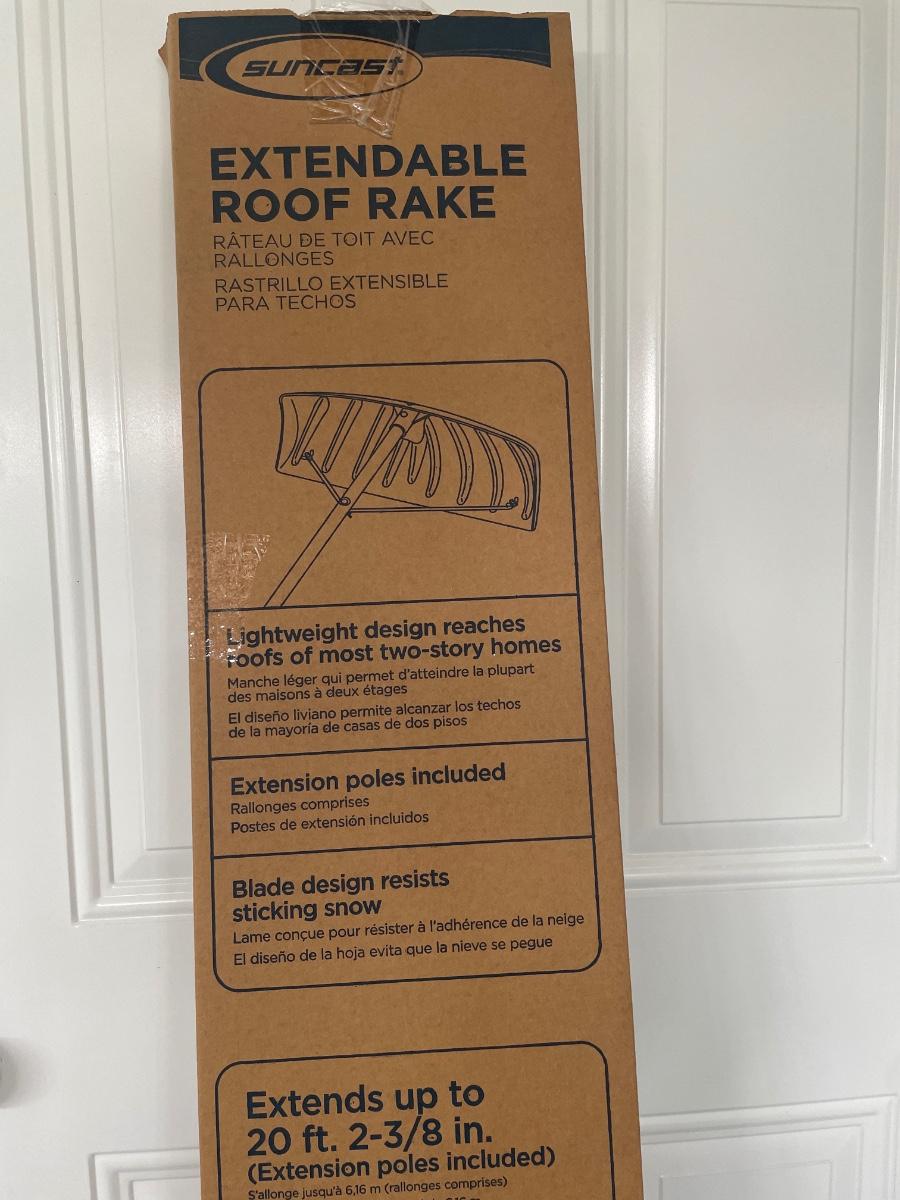 suncast
EXTENDABLE
ROOF RAKE
RÂTEAU DE TOIT AVEC
RALLONGES
RASTRILLO EXTENSIBLE
PARA TECHOS
Lightweight design reaches
roofs of most two-story homes
Manche léger qui permet d'atteindre la plupart
des maisons à deux étages
El diseño liviano permite alcanzar los techos
de la mayoría de casas de dos pisos
Extension poles included
Rallonges comprises
Postes de extensión incluidos
Blade design resists
sticking snow
Lame conçue pour résister à l'adhérence de la neige
El diseño de la hoja evita que la nieve se pegue
Extends up to
20 ft. 2-3/8 in.
(Extension poles included)
S'allonge jusqu'à 6,16 m (rallonges comprises)